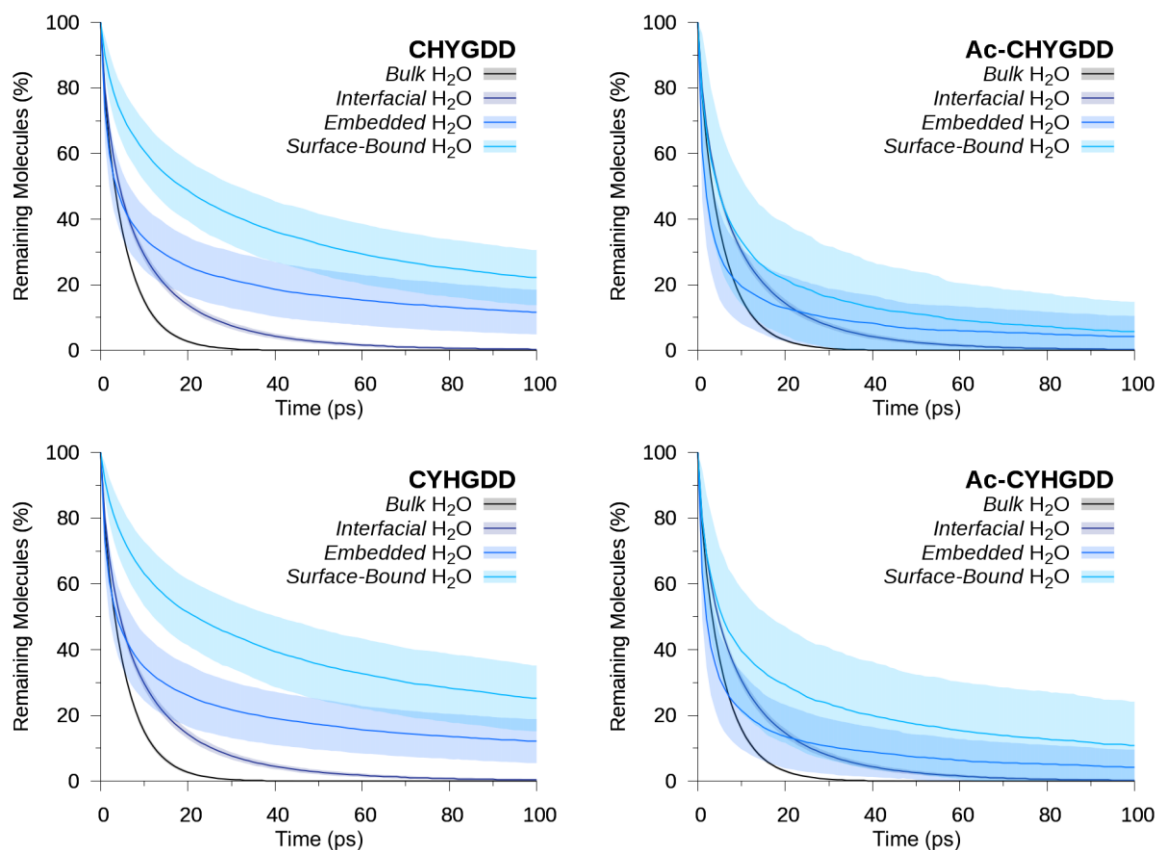 CHYGDD
Bulk H₂O
Interfacial H₂O
Embedded H₂O
Surface-Bound H₂O
Remaining Molecules (%)
100
80
60
40
20
0
0 20 40 60 80 100
Time (ps)
Ac-CHYGDD
Bulk H₂O
Interfacial H₂O
Embedded H₂O
Surface-Bound H₂O
Remaining Molecules (%)
100
80
60
40
20
0
0 20 40 60 80 100
Time (ps)
CYHGDD
Bulk H₂O
Interfacial H₂O
Embedded H₂O
Surface-Bound H₂O
Remaining Molecules (%)
100
80
60
40
20
0
0 20 40 60 80 100
Time (ps)
Ac-CYHGDD
Bulk H₂O
Interfacial H₂O
Embedded H₂O
Surface-Bound H₂O
Remaining Molecules (%)
100
80
60
40
20
0
0 20 40 60 80 100
Time (ps)